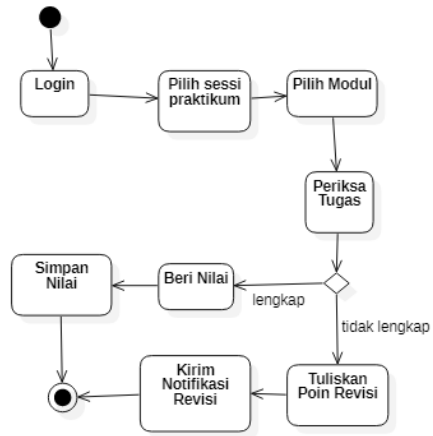 Login
Pilih sessi
praktikum
Pilih Modul
Periksa
Tugas
Simpan
Nilai
Beri Nilai
lengkap
tidak lengkap
Kirim
Notifikasi
Revisi
Tuliskan
Poin Revisi